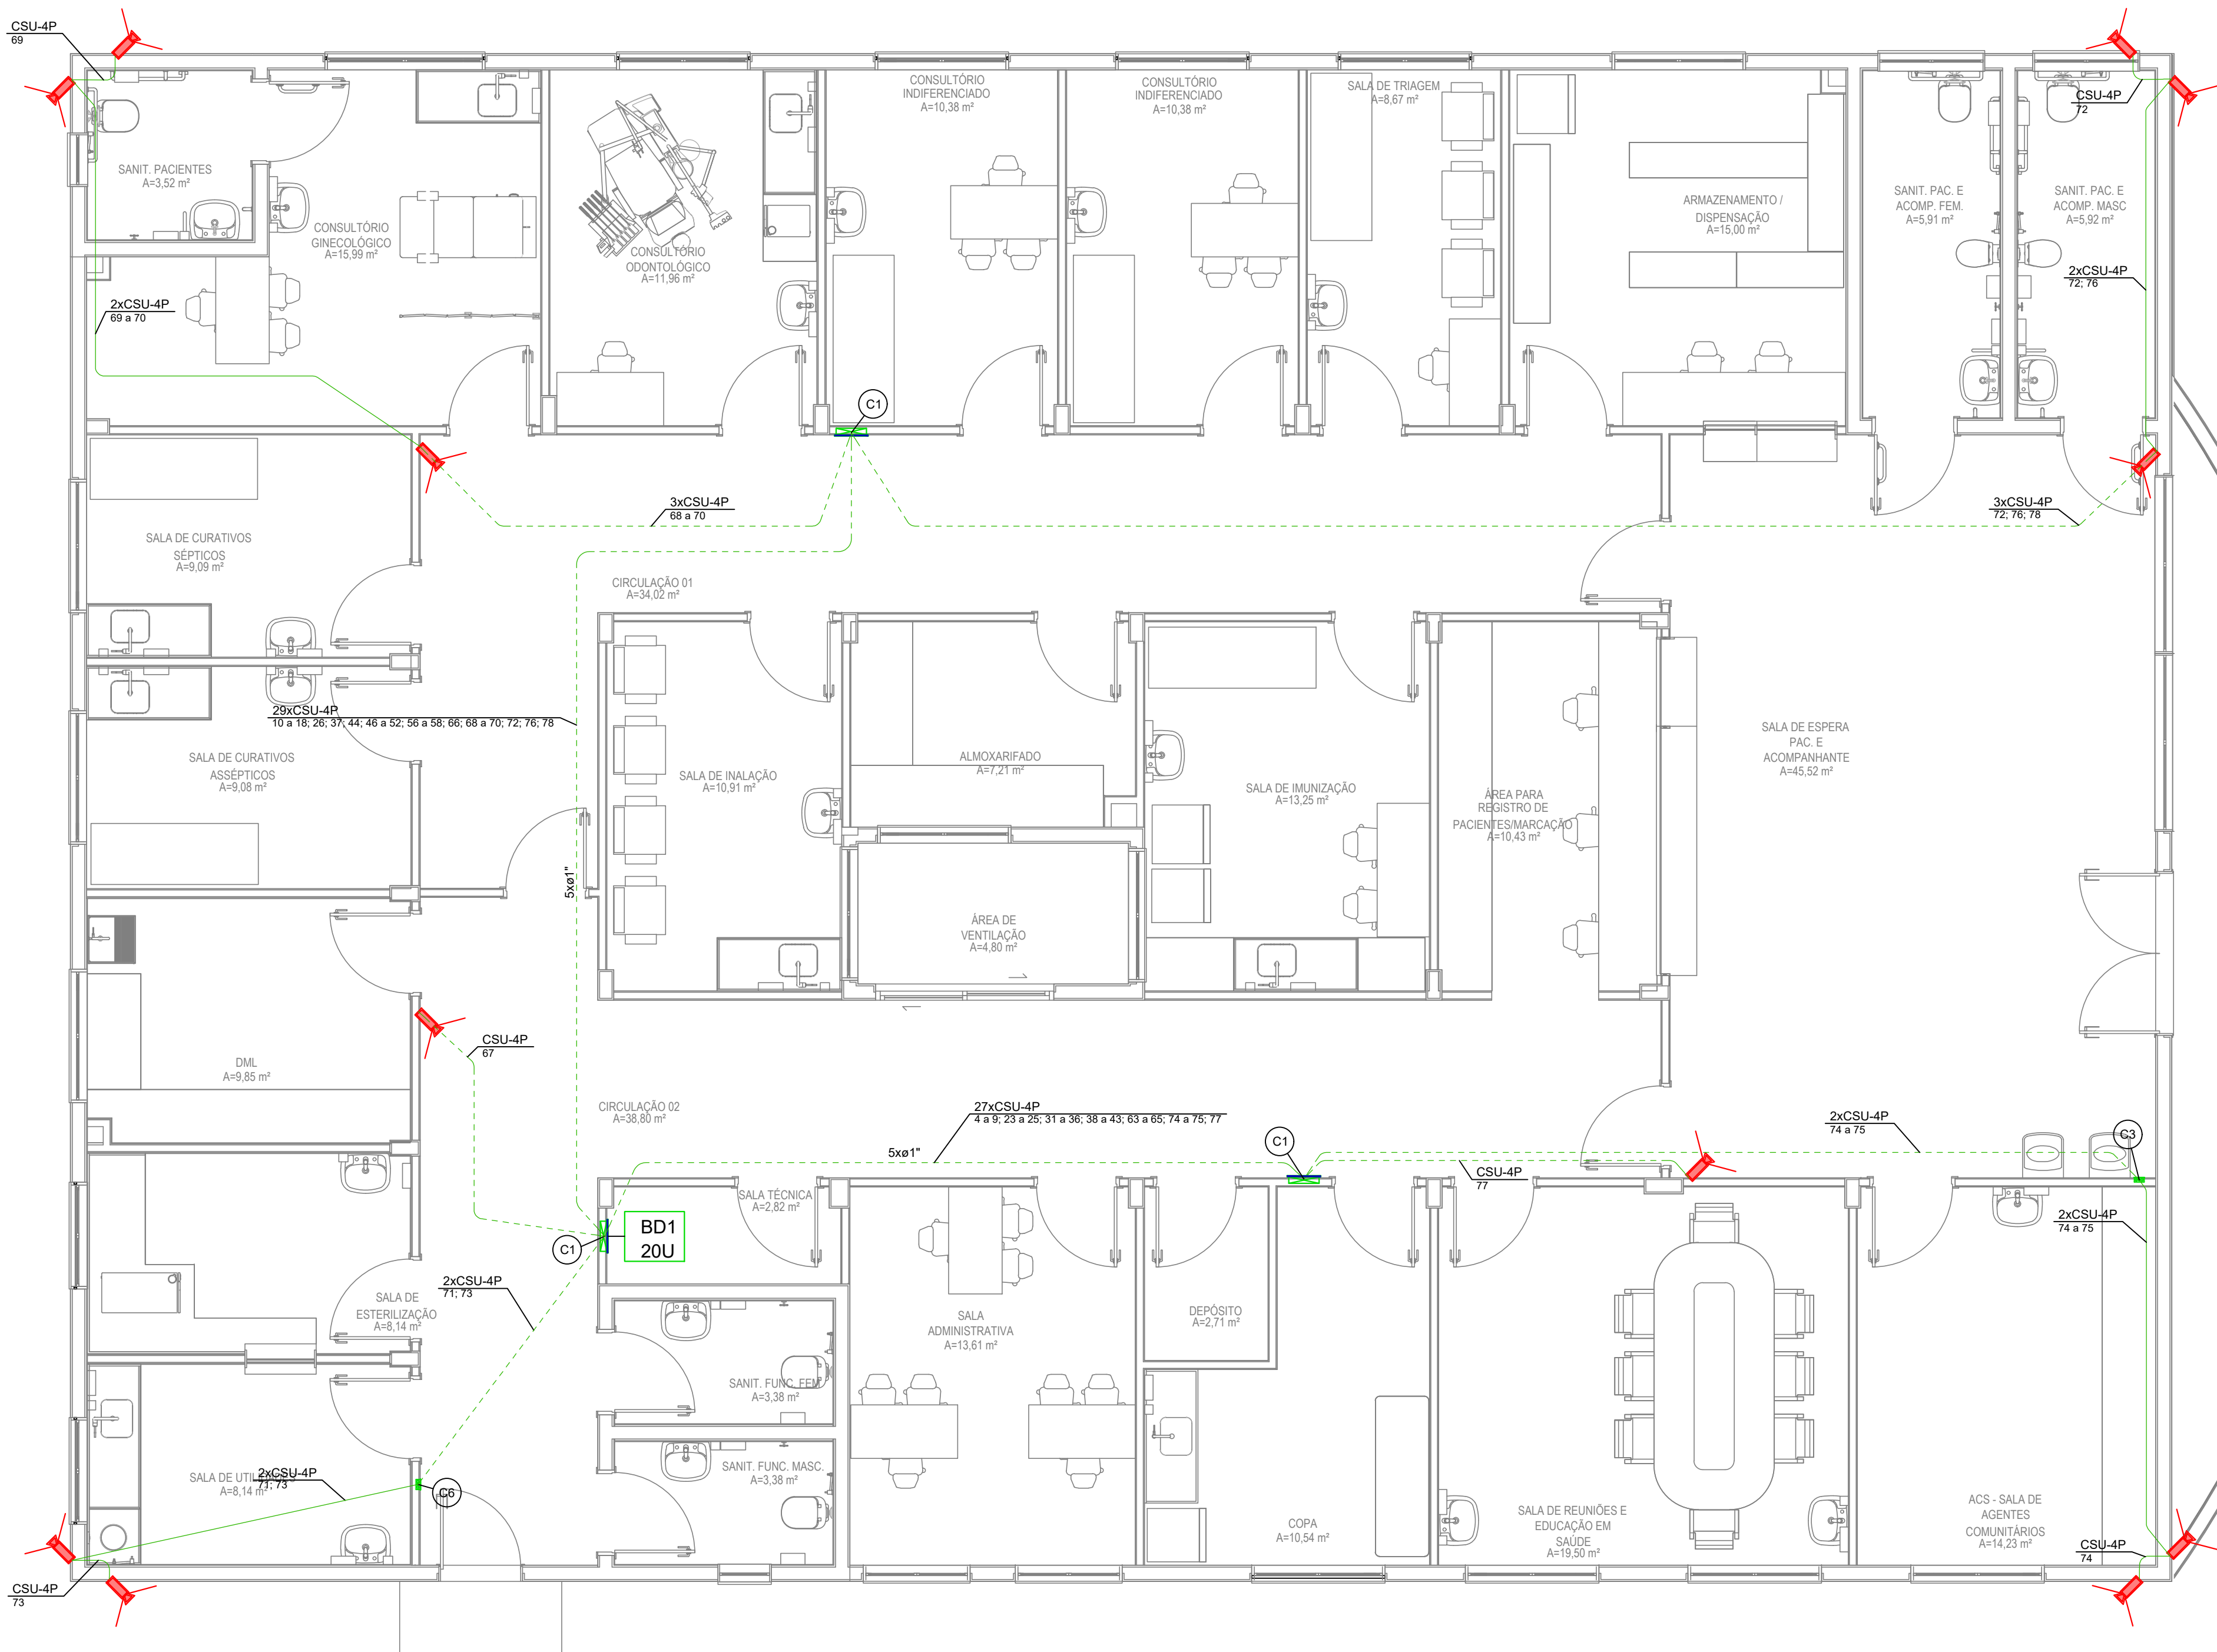 CSU-4P
69
SANIT. PACIENTES
A=3,52 m²
CONSULTÓRIO
GINECOLÓGICO
A=15,99 m²
CONSULTÓRIO
ODONTOLÓGICO
A=11,96 m²
CONSULTÓRIO
INDIFERENCIADO
A=10,38 m²
CONSULTÓRIO
INDIFERENCIADO
A=10,38 m²
SALA DE TRIAGEM
A=8,67 m²
ARMAZENAMENTO /
DISPENSAÇÃO
A=15,00 m²
SANIT. PAC. E
ACOMP. FEM.
A=5,91 m²
SANIT. PAC. E
ACOMP. MASC
A=5,92 m²
CSU-4P
72
2xCSU-4P
72; 76
2xCSU-4P
69 a 70
C1
3xCSU-4P
68 a 70
3xCSU-4P
72; 76; 78
SALA DE CURATIVOS
SÉPTICOS
A=9,09 m²
CIRCULAÇÃO 01
A=34,02 m²
29xCSU-4P
10 a 18; 26; 37; 44; 46 a 52; 56 a 58; 66; 68 a 70; 72; 76; 78
SALA DE CURATIVOS
ASSÉPTICOS
A=9,08 m²
SALA DE INALAÇÃO
A=10,91 m²
ALMOXARIFADO
A=7,21 m²
SALA DE IMUNIZAÇÃO
A=13,25 m²
ÁREA PARA
REGISTRO DE
PACIENTES/MARCAÇÃO
A=10,43 m²
SALA DE ESPERA
PAC. E
ACOMPANHANTE
A=45,52 m²
5xø1"
ÁREA DE
VENTILAÇÃO
A=4,80 m²
CSU-4P
67
DML
A=9,85 m²
CIRCULAÇÃO 02
A=38,80 m²
27xCSU-4P
4 a 9; 23 a 25; 31 a 36; 38 a 43; 63 a 65; 74 a 75; 77
5xø1"
C1
2xCSU-4P
74 a 75
C3
CSU-4P
77
SALA TÉCNICA
A=2,82 m²
BD1
20U
C1
2xCSU-4P
74 a 75
2xCSU-4P
71; 73
SALA DE
ESTERILIZAÇÃO
A=8,14 m²
SALA
ADMINISTRATIVA
A=13,61 m²
DEPÓSITO
A=2,71 m²
SANIT. FUNC. FEM
A=3,38 m²
SANIT. FUNC. MASC.
A=3,38 m²
SALA DE UTILIDADES
A=8,14 m²
2xCSU-4P
71; 73
C6
COPA
A=10,54 m²
SALA DE REUNIÕES E
EDUCAÇÃO EM
SAÚDE
A=19,50 m²
ACS - SALA DE
AGENTES
COMUNITÁRIOS
A=14,23 m²
CSU-4P
74
CSU-4P
73